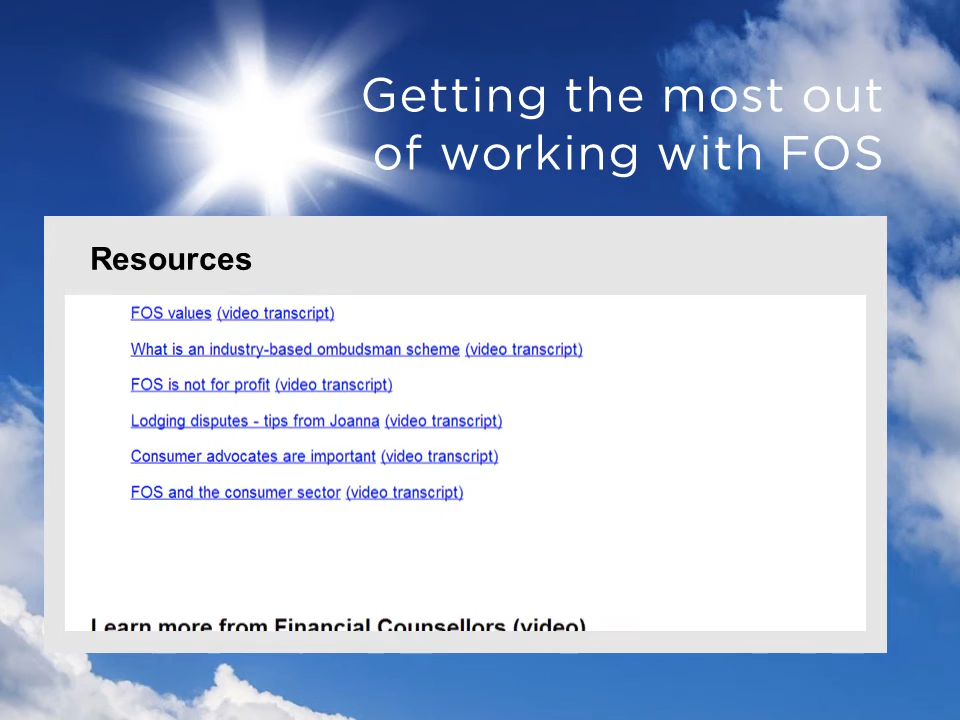 Getting the most out
of working with FOS
Resources
FOS values (video transcript)
What is an industry-based ombudsman scheme (video transcript)
FOS is not for profit (video transcript)
Lodging disputes - tips from Joanna (video transcript)
Consumer advocates are important (video transcript)
FOS and the consumer sector (video transcript)
Learn more from Financial Counsellors (video)